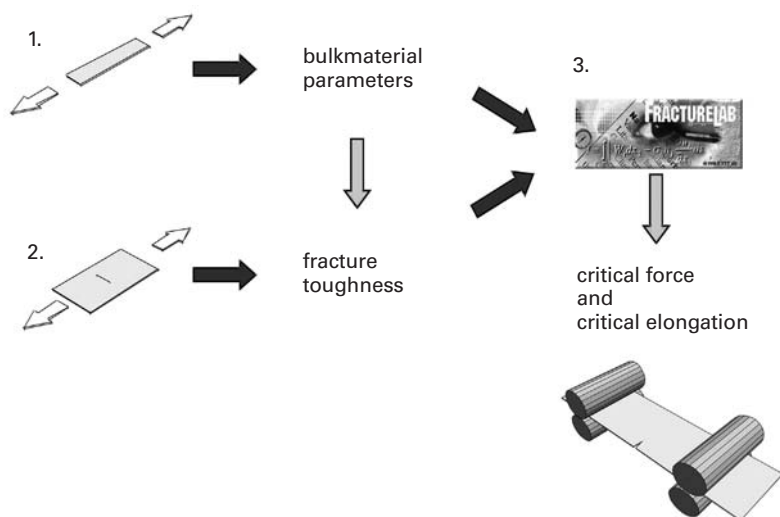 1.
bulkmaterial
parameters
3.
FRACTURELAB
2.
fracture
toughness
critical force
and
critical elongation